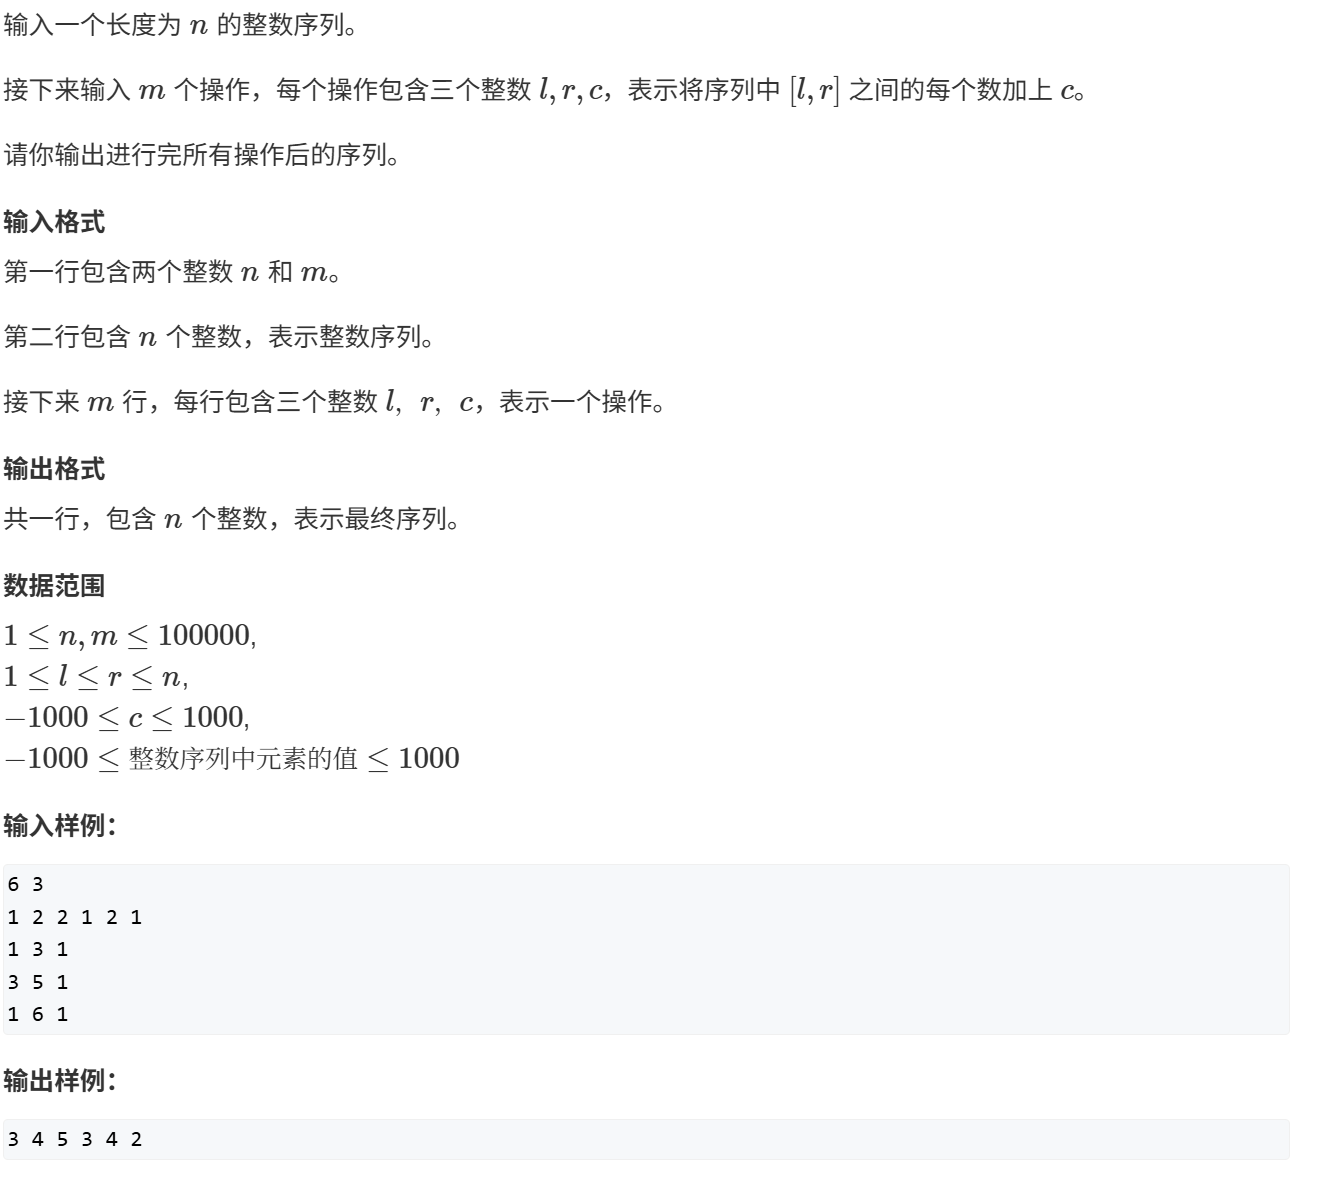 输入一个长度为 n 的整数序列。
接下来输入 m 个操作，每个操作包含三个整数 l, r, c，表示将序列中 [l, r] 之间的每个数加上 c。
请你输出进行完所有操作后的序列。
输入格式
第一行包含两个整数 n 和 m。
第二行包含 n 个整数，表示整数序列。
接下来 m 行，每行包含三个整数 l, r, c，表示一个操作。
输出格式
共一行，包含 n 个整数，表示最终序列。
数据范围
1 ≤ n, m ≤ 100000,
1 ≤ l ≤ r ≤ n,
−1000 ≤ c ≤ 1000,
−1000 ≤ 整数序列中元素的值 ≤ 1000
输入样例：
6 3
1 2 2 1 2 1
1 3 1
3 5 1
1 6 1
输出样例：
3 4 5 3 4 2